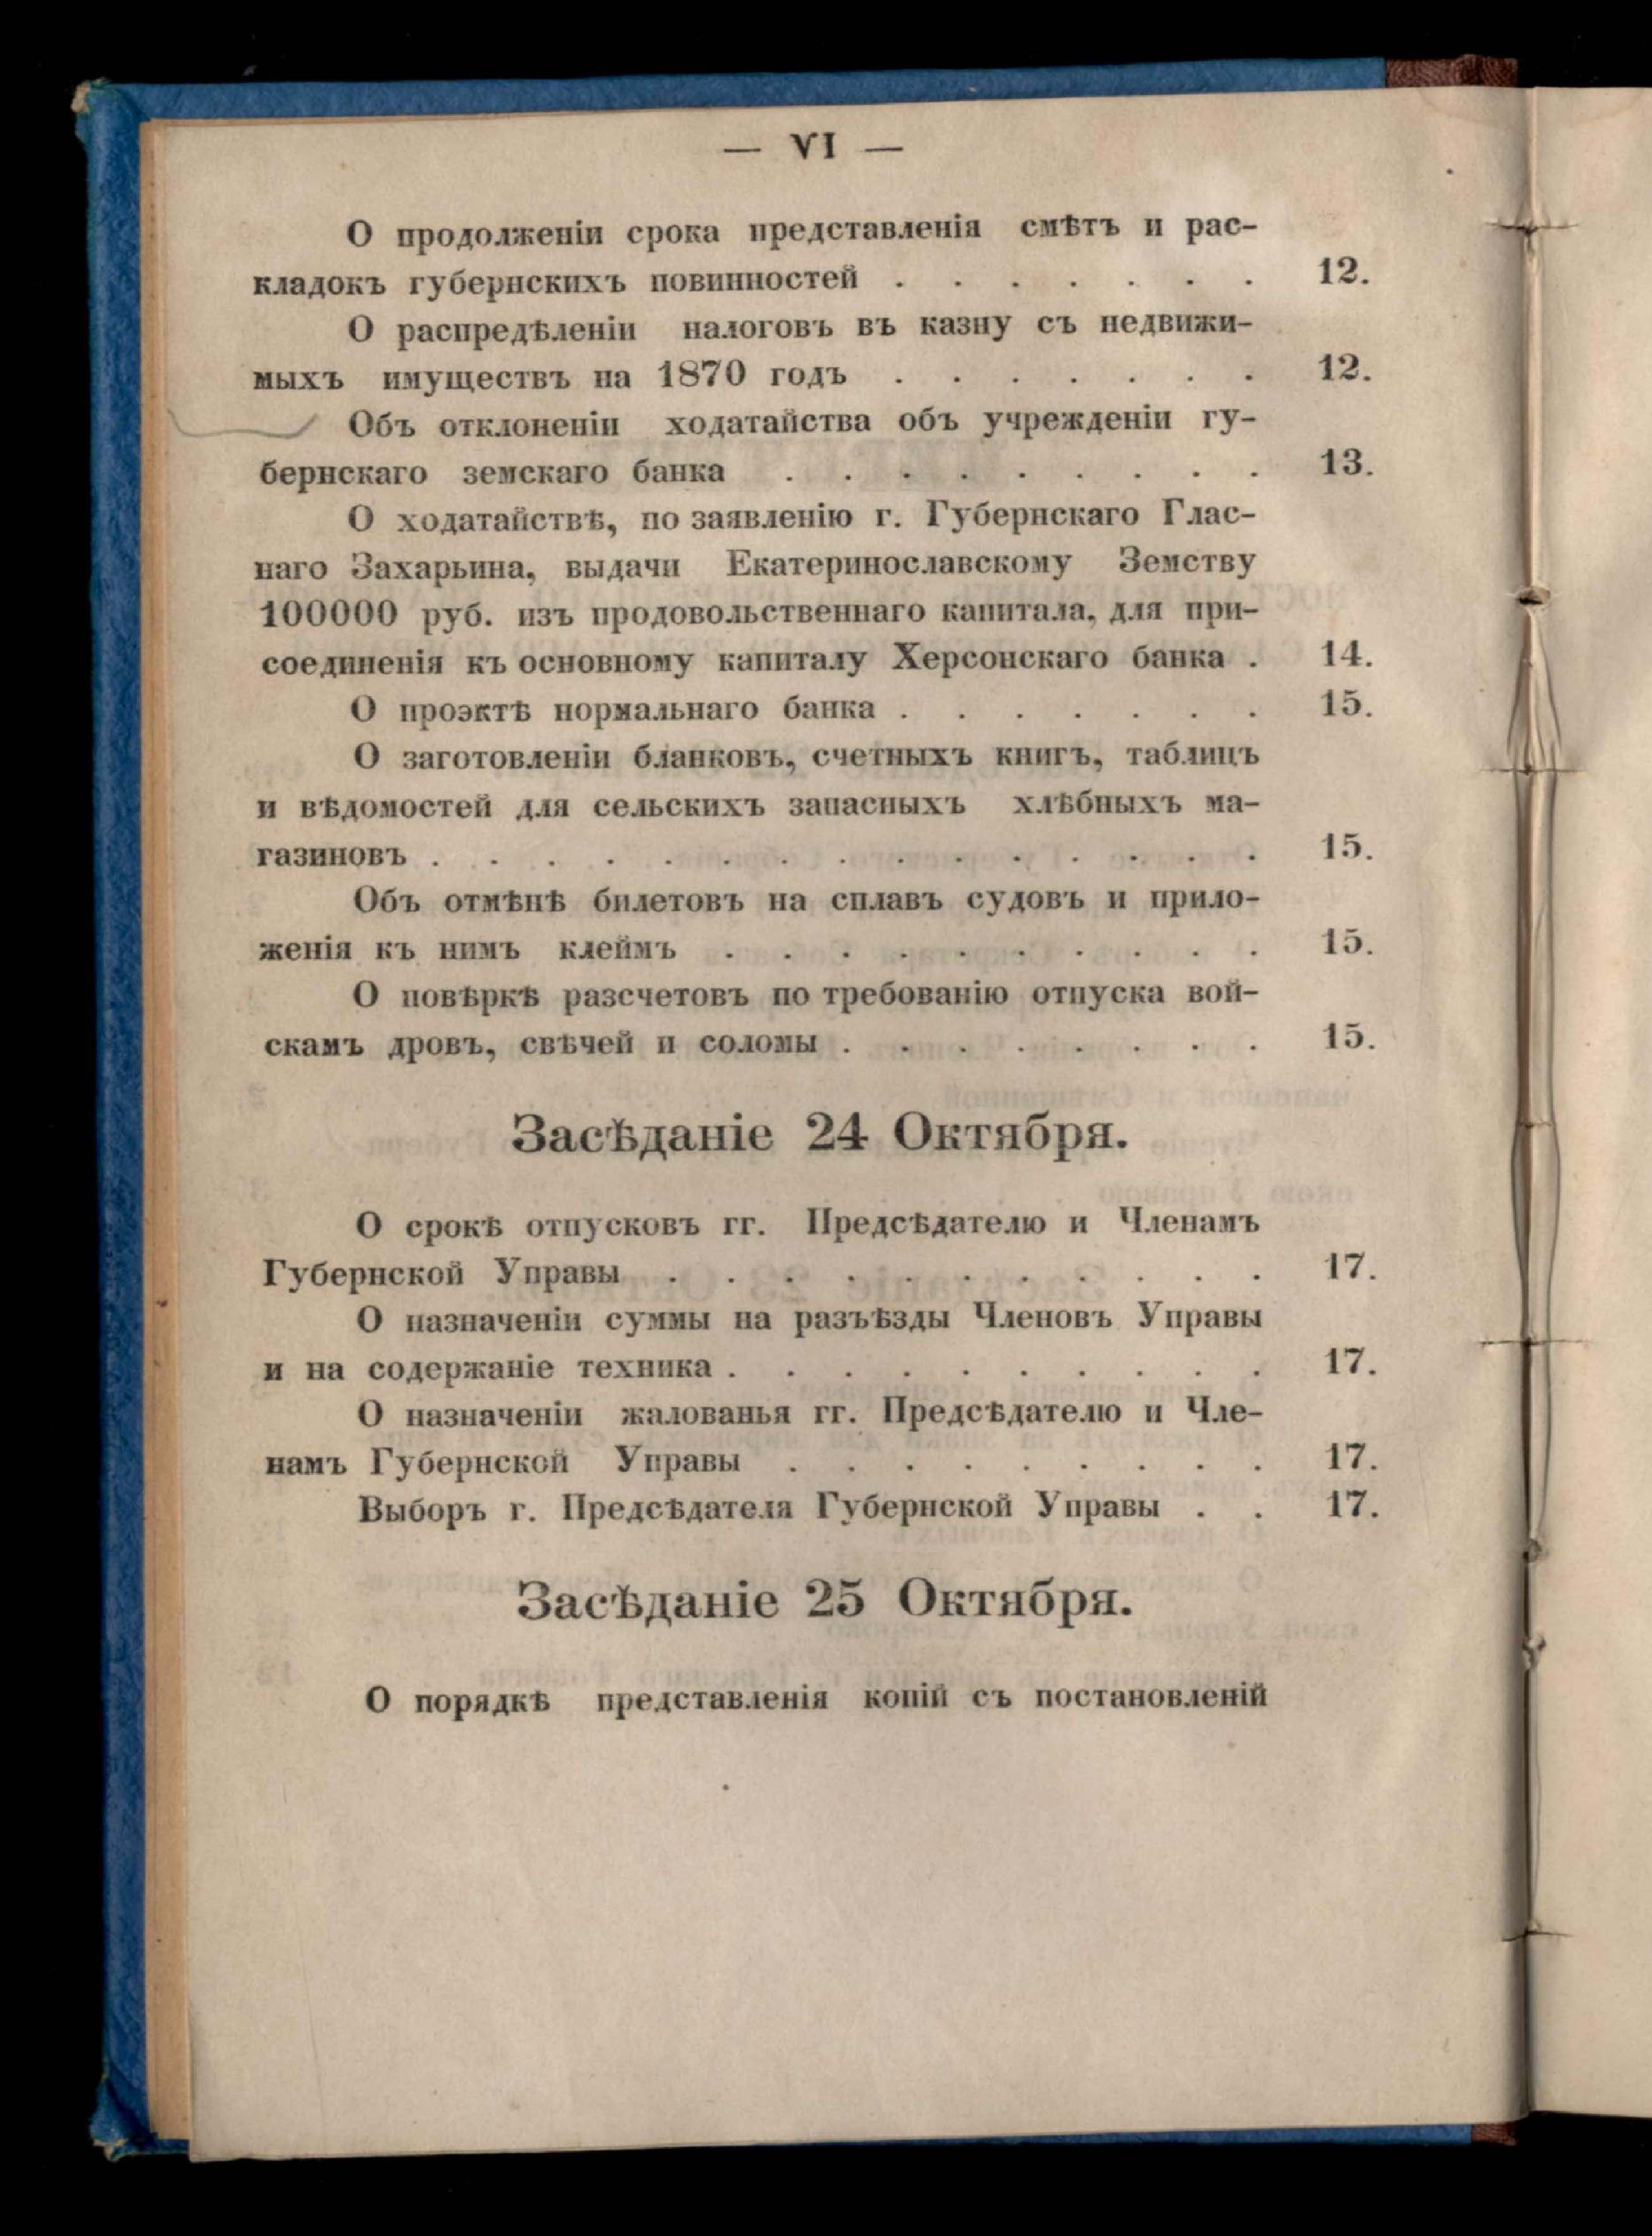 — VI —
О продолженіи срока представленія смѣтъ и рас-
кладокъ губернскихъ повинностей . . . . . . . 12.
О распредѣленіи налоговъ въ казну съ недвижи-
мыхъ имуществъ на 1870 годъ . . . . . . . 12.
Объ отклоненіи ходатайства объ учрежденіи гу-
бернскаго земскаго банка . . . . . . . . . 13.
О ходатайствѣ, по заявленію г. Губернскаго Глас-
наго Захарьина, выдачи Екатеринославскому Земству
100000 руб. изъ продовольственнаго капитала, для при-
соединенія къ основному капиталу Херсонскаго банка . 14.
О проэктѣ нормальнаго банка . . . . . . . 15.
О заготовленіи бланковъ, счетныхъ книгъ, таблицъ
и вѣдомостей для сельскихъ запасныхъ хлѣбныхъ ма-
газиновъ . . . . . . . . . . . . . . . 15.
Объ отмѣнѣ билетовъ на сплавъ судовъ и прило-
женія къ нимъ клеймъ . . . . . . . . . . 15.
О повѣркѣ разсчетовъ по требованію отпуска вой-
скамъ дровъ, свѣчей и соломы . . . . . . . . 15.
Засѣданіе 24 Октября.
О срокѣ отпусковъ гг. Предсѣдателю и Членамъ
Губернской Управы . . . . . . . . . . . 17.
О назначеніи суммы на разъѣзды Членовъ Управы
и на содержаніе техника . . . . . . . . . . 17.
О назначеніи жалованья гг. Предсѣдателю и Чле-
намъ Губернской Управы . . . . . . . . . 17.
Выборъ г. Предсѣдателя Губернской Управы . . 17.
Засѣданіе 25 Октября.
О порядкѣ представленія копій съ постановленій